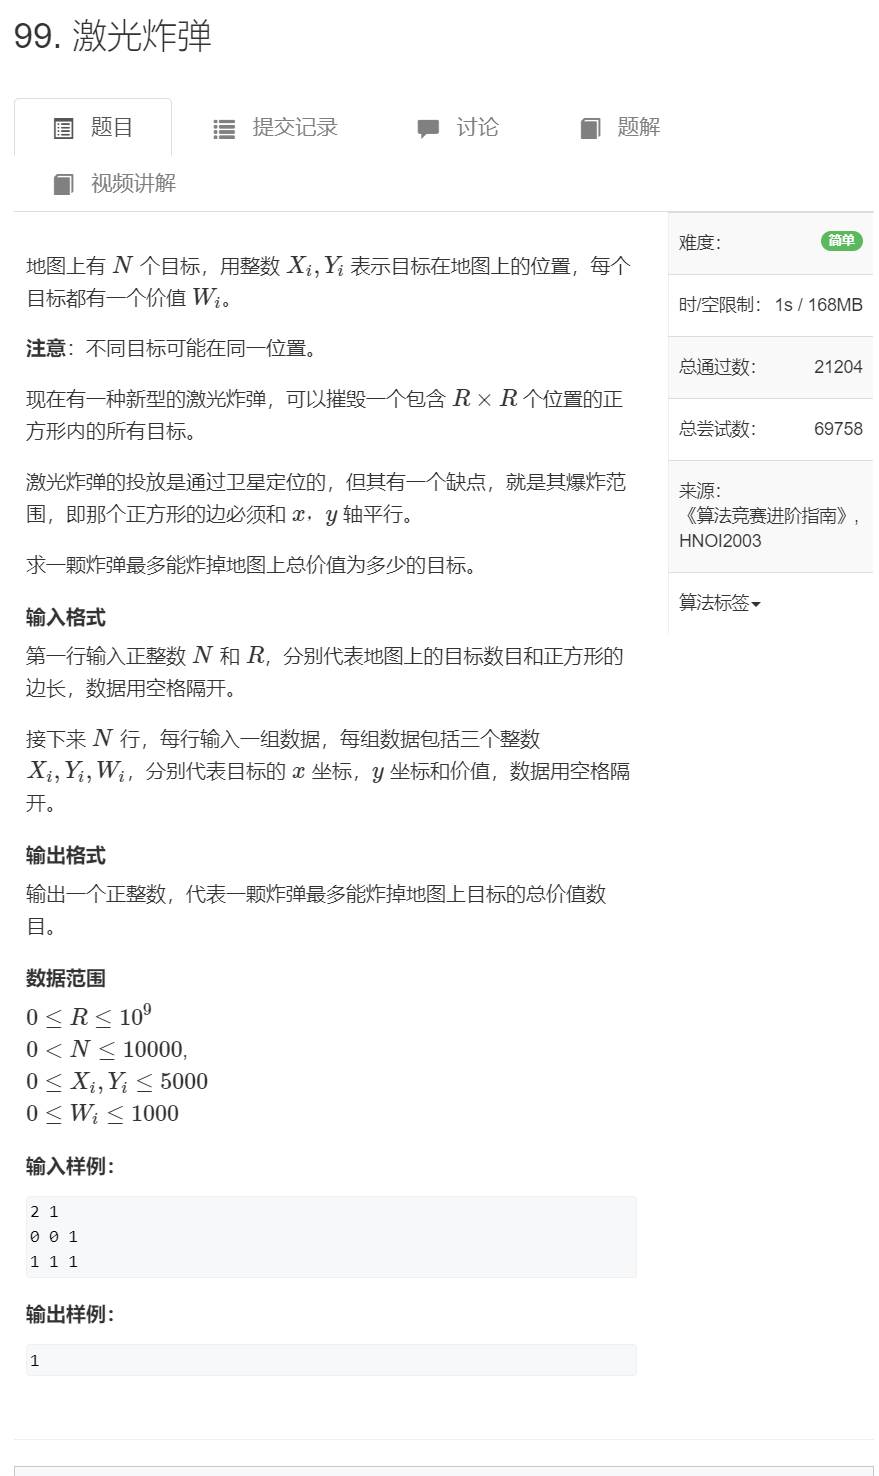 99. 激光炸弹
题目
提交记录
讨论
题解
视频讲解
地图上有 N 个目标，用整数 Xi, Yi 表示目标在地图上的位置，每个
目标都有一个价值 Wi。
注意：不同目标可能在同一位置。
现在有一种新型的激光炸弹，可以摧毁一个包含 R × R 个位置的正
方形内的所有目标。
激光炸弹的投放是通过卫星定位的，但其有一个缺点，就是其爆炸范
围，即那个正方形的边必须和 x，y 轴平行。
求一颗炸弹最多能炸掉地图上总价值为多少的目标。
输入格式
第一行输入正整数 N 和 R，分别代表地图上的目标数目和正方形的
边长，数据用空格隔开。
接下来 N 行，每行输入一组数据，每组数据包括三个整数
Xi, Yi, Wi，分别代表目标的 x 坐标，y 坐标和价值，数据用空格隔
开。
输出格式
输出一个正整数，代表一颗炸弹最多能炸掉地图上目标的总价值数
目。
数据范围
0 ≤ R ≤ 10^9
0 < N ≤ 10000,
0 ≤ Xi, Yi ≤ 5000
0 ≤ Wi ≤ 1000
输入样例：
2 1
0 0 1
1 1 1
输出样例：
1
难度： 简单
时/空限制： 1s / 168MB
总通过数： 21204
总尝试数： 69758
来源：
《算法竞赛进阶指南》,
HNOI2003
算法标签